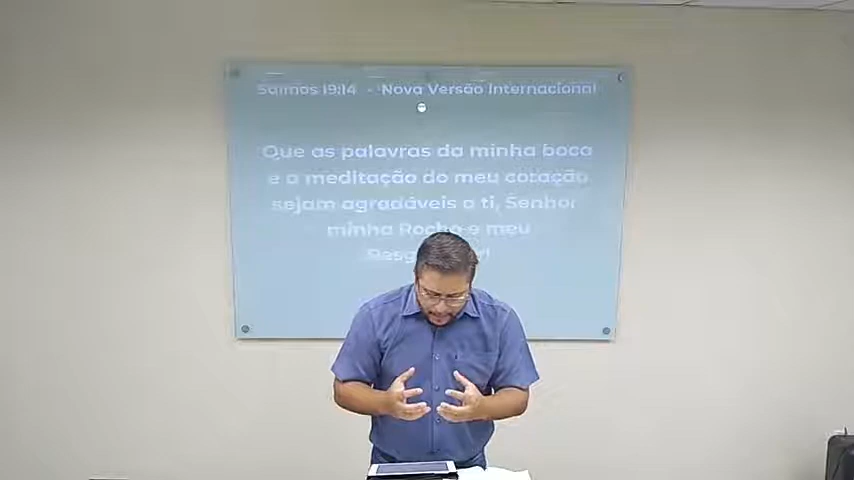 Salmos 19:14 - Nova Versão Internacional
Que as palavras da minha boca
e a meditação do meu coração
sejam agradáveis a ti, Senhor
minha Rocha e meu